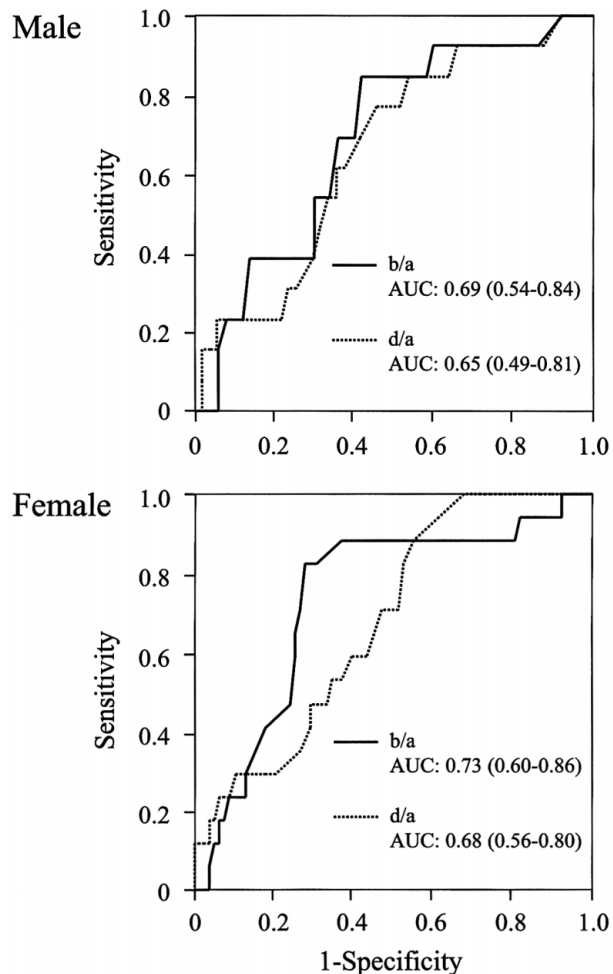 Male
1.0
0.8
0.6
0.4
0.2
0
Sensitivity
b/a
AUC: 0.69 (0.54-0.84)
d/a
AUC: 0.65 (0.49-0.81)
0 0.2 0.4 0.6 0.8 1.0
Female
1.0
0.8
0.6
0.4
0.2
0
Sensitivity
b/a
AUC: 0.73 (0.60-0.86)
d/a
AUC: 0.68 (0.56-0.80)
0 0.2 0.4 0.6 0.8 1.0
1-Specificity